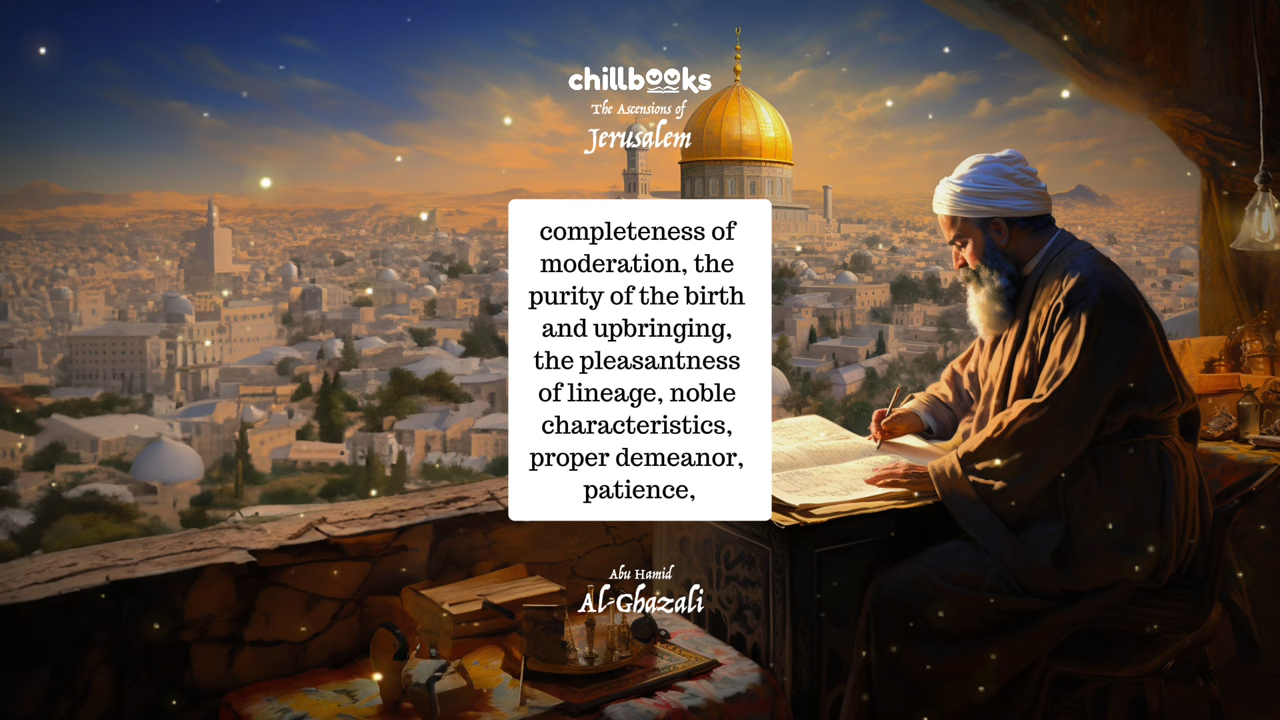 chillbooks
The Ascensions of
Jerusalem
completeness of
moderation, the
purity of the birth
and upbringing,
the pleasantness
of lineage, noble
characteristics,
proper demeanor,
patience,
Abu Hamid
Al-Ghazali